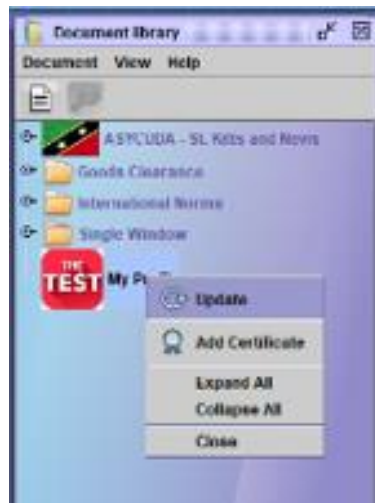 Document library
Document View Help
ASYCUDA - St. Kitts and Nevis
Goods Clearance
International Norms
Single Window
THE
TEST
My
Update
Add Certificate
Expand All
Collapse All
Close